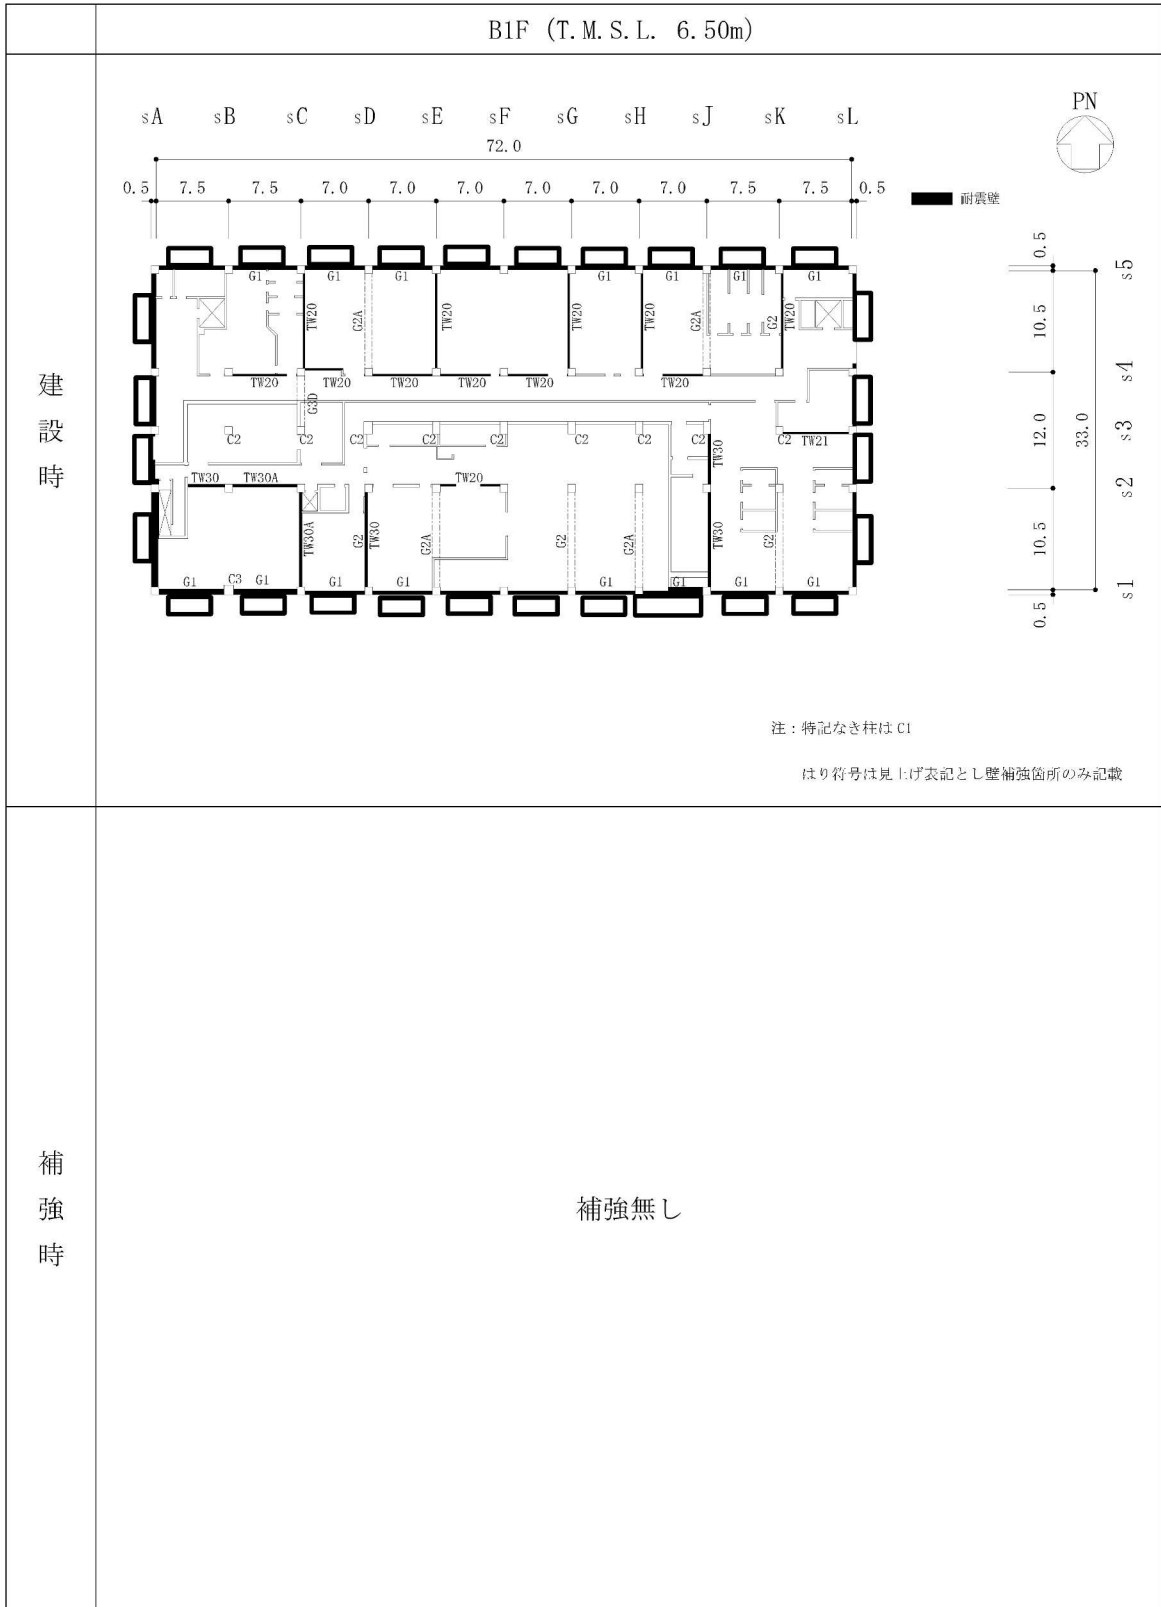 B1F (T.M.S.L. 6.50m)
sA sB sC sD sE sF sG sH sJ sK sL
PN
72.0
0.5 7.5 7.5 7.0 7.0 7.0 7.0 7.0 7.0 7.5 7.5 0.5
耐震壁
G1 G1 G1 G1 G1 G1 G1
TW20 G2A TW20 TW20 TW20 G2A G2 TW20
TW20 TW20 TW20 TW20 TW20 TW20
G3D
C2 C2 C2 C2 C2 C2 C2 C2
TW21
TW30
TW30 TW30A TW20
TW30A G2 TW30 G2A G2 G2A TW30 G2
G1 C3 G1 G1 G1 G1 G1 G1 G1
0.5
10.5
12.0
10.5
0.5
33.0
s5
s4
s3
s2
s1
建設時
注：特記なき柱は C1
はり符号は見上げ表記とし壁補強箇所のみ記載
補強時
補強無し